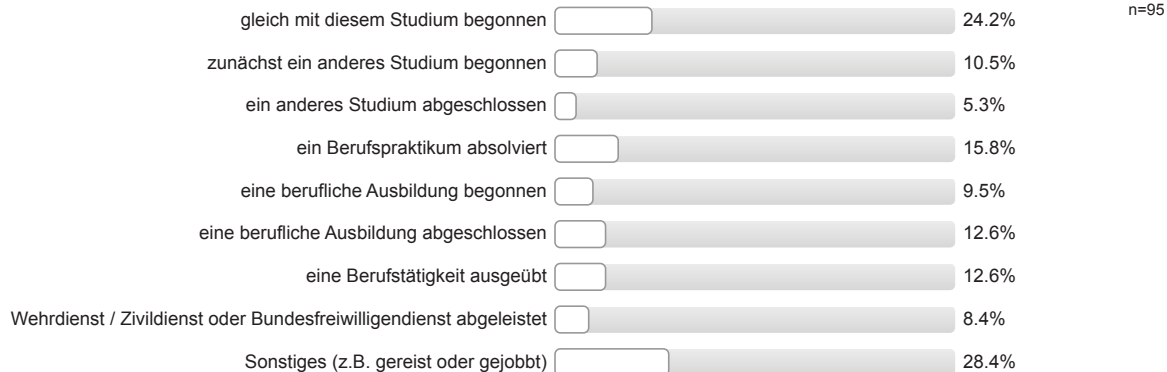 gleich mit diesem Studium begonnen 24.2% n=95
zunächst ein anderes Studium begonnen 10.5%
ein anderes Studium abgeschlossen 5.3%
ein Berufspraktikum absolviert 15.8%
eine berufliche Ausbildung begonnen 9.5%
eine berufliche Ausbildung abgeschlossen 12.6%
eine Berufstätigkeit ausgeübt 12.6%
Wehrdienst / Zivildienst oder Bundesfreiwilligendienst abgeleistet 8.4%
Sonstiges (z.B. gereist oder gejobbt) 28.4%